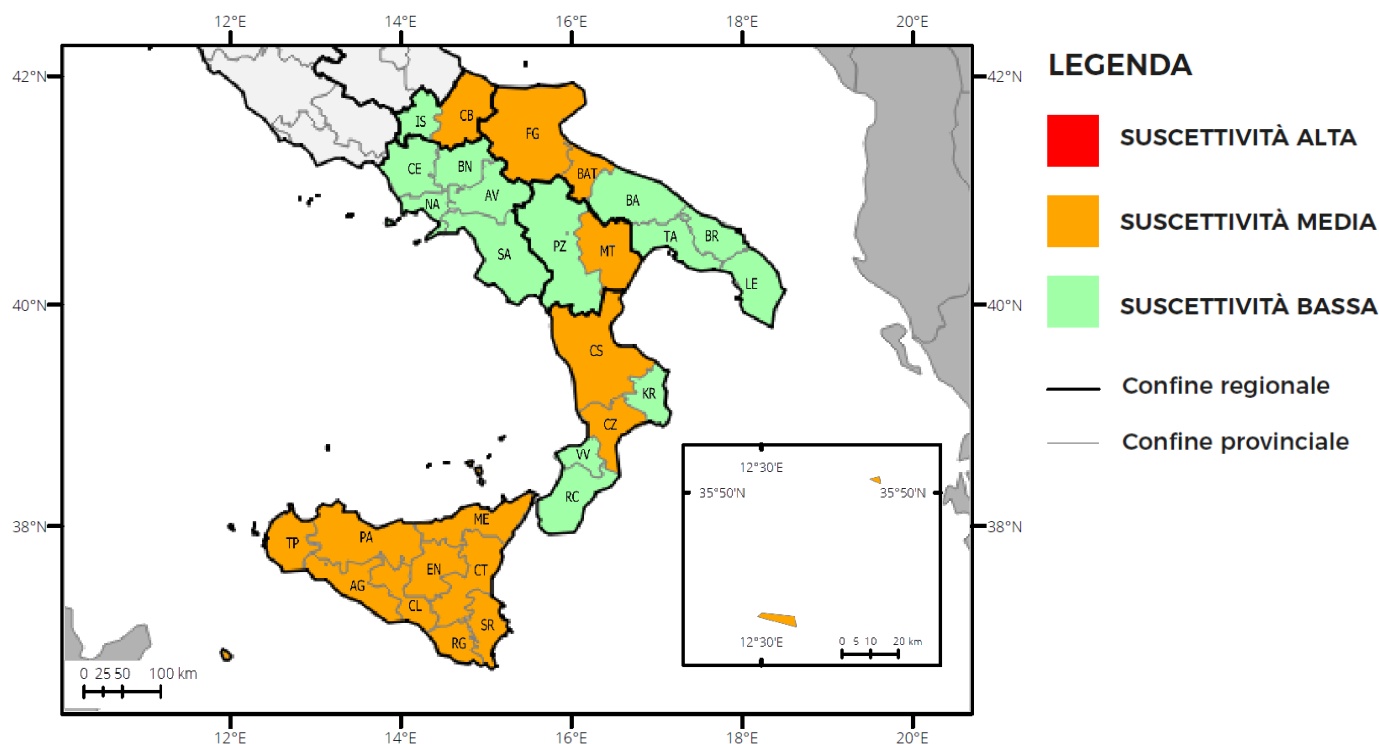 12°E 14°E 16°E 18°E 20°E
42°N 42°N
LEGENDA
SUSCETTIVITÀ ALTA
SUSCETTIVITÀ MEDIA
SUSCETTIVITÀ BASSA
Confine regionale
Confine provinciale
IS CB FG
CE BN BAT
NA AV BA
SA PZ MT TA BR
LE
40°N 40°N
CS
KR
CZ
VV
RC
38°N 38°N
TP PA ME
AG EN CT
CL SR
RG
12°30'E
35°50'N 35°50'N
12°30'E
0 5 10 20 km
0 25 50 100 km
12°E 14°E 16°E 18°E 20°E